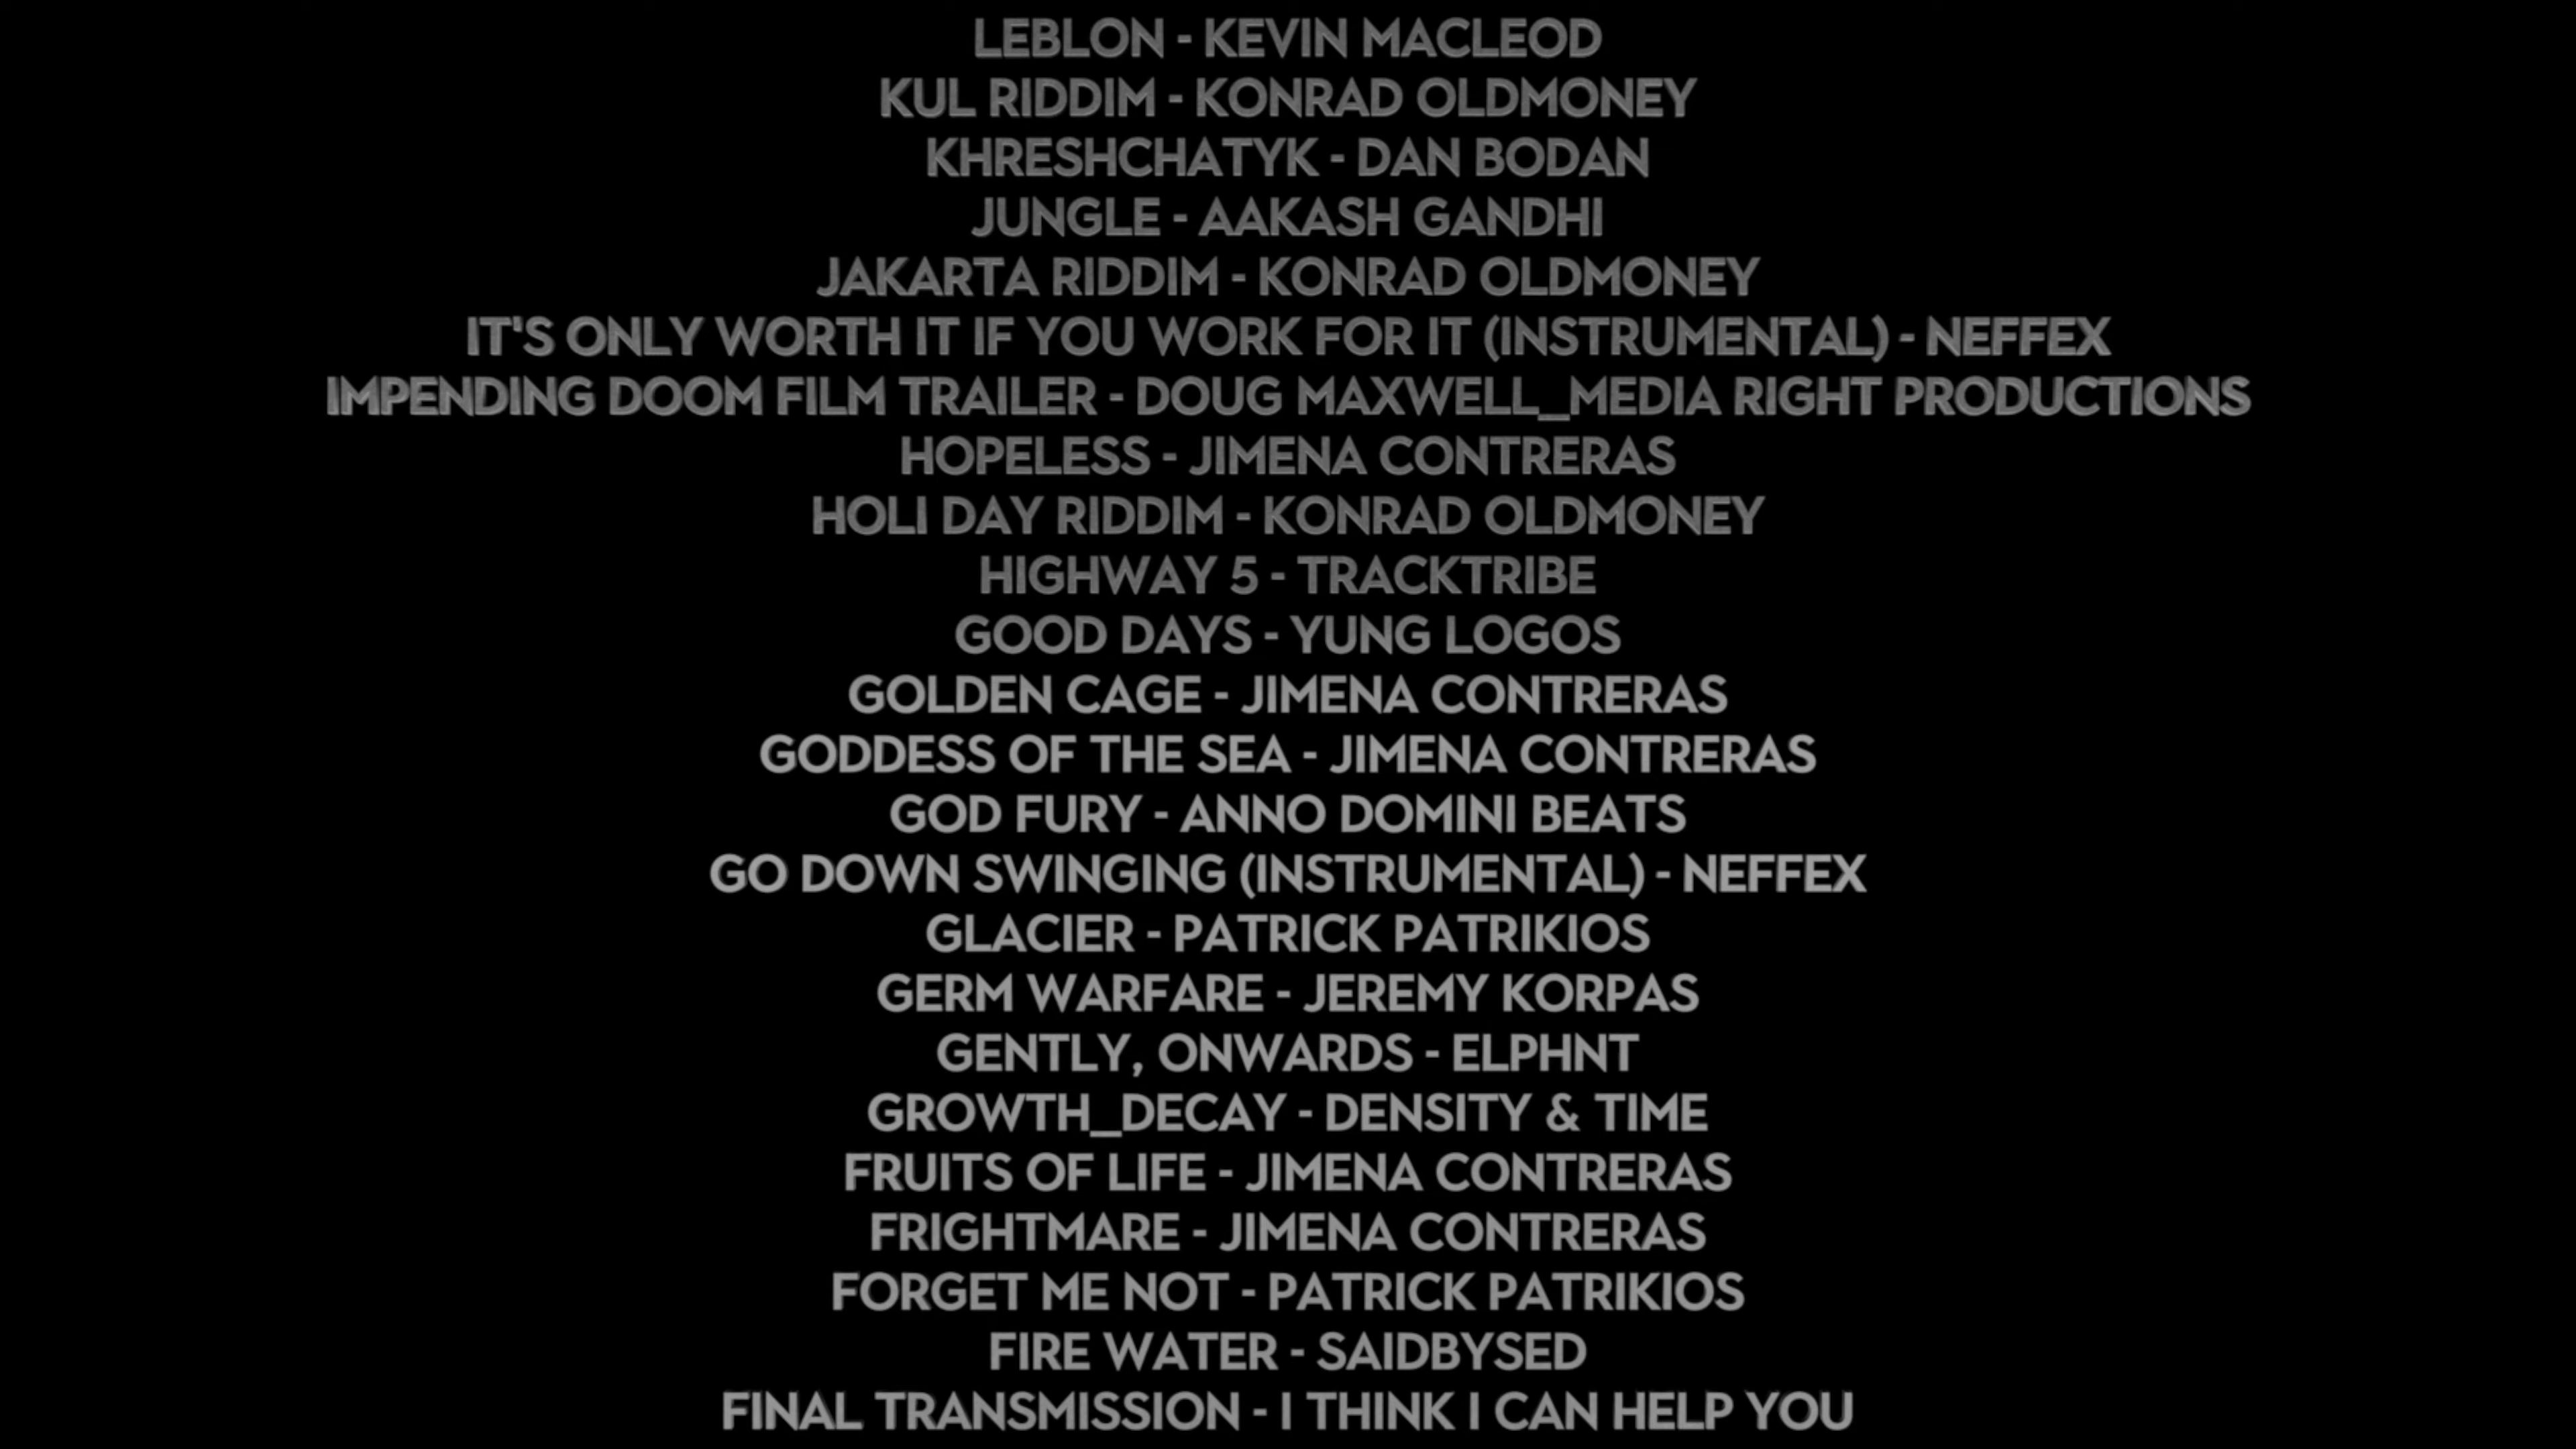 LEBLON - KEVIN MACLEOD
KUL RIDDIM - KONRAD OLDMONEY
KHRESHCHATYK - DAN BODAN
JUNGLE - AAKASH GANDHI
JAKARTA RIDDIM - KONRAD OLDMONEY
IT'S ONLY WORTH IT IF YOU WORK FOR IT (INSTRUMENTAL) - NEFFEX
IMPENDING DOOM FILM TRAILER - DOUG MAXWELL_MEDIA RIGHT PRODUCTIONS
HOPELESS - JIMENA CONTRERAS
HOLI DAY RIDDIM - KONRAD OLDMONEY
HIGHWAY 5 - TRACKTRIBE
GOOD DAYS - YUNG LOGOS
GOLDEN CAGE - JIMENA CONTRERAS
GODDESS OF THE SEA - JIMENA CONTRERAS
GOD FURY - ANNO DOMINI BEATS
GO DOWN SWINGING (INSTRUMENTAL) - NEFFEX
GLACIER - PATRICK PATRIKIOS
GERM WARFARE - JEREMY KORPAS
GENTLY, ONWARDS - ELPHNT
GROWTH_DECAY - DENSITY & TIME
FRUITS OF LIFE - JIMENA CONTRERAS
FRIGHTMARE - JIMENA CONTRERAS
FORGET ME NOT - PATRICK PATRIKIOS
FIRE WATER - SAIDBYSED
FINAL TRANSMISSION - I THINK I CAN HELP YOU